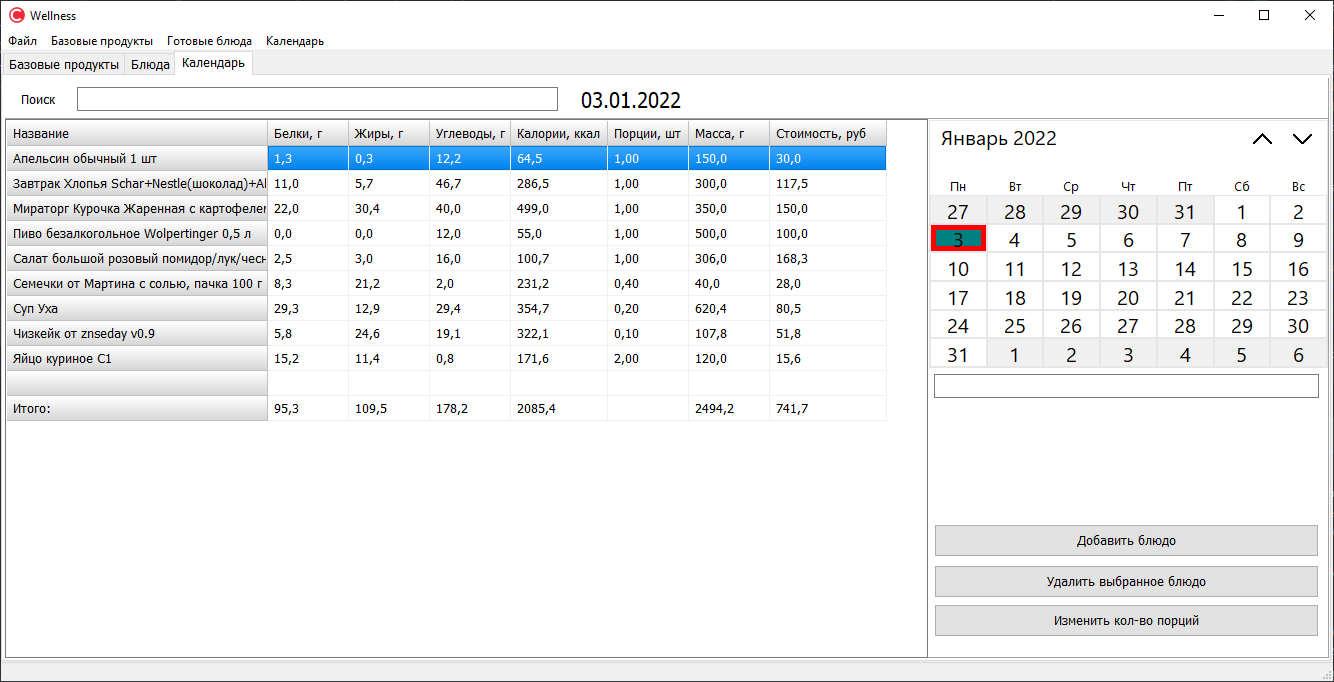 Wellness
Файл Базовые продукты Готовые блюда Календарь
Базовые продукты Блюда Календарь
Поиск 03.01.2022
Название Белки, г Жиры, г Углеводы, г Калории, ккал Порции, шт Масса, г Стоимость, руб
Апельсин обычный 1 шт 1,3 0,3 12,2 64,5 1,00 150,0 30,0
Завтрак Хлопья Schar+Nestle(шоколад)+Al 11,0 5,7 46,7 286,5 1,00 300,0 117,5
Мираторг Курочка Жаренная с картофелем 22,0 30,4 40,0 499,0 1,00 350,0 150,0
Пиво безалкогольное Wolpertinger 0,5 л 0,0 0,0 12,0 55,0 1,00 500,0 100,0
Салат большой розовый помидор/лук/чесн 2,5 3,0 16,0 100,7 1,00 306,0 168,3
Семечки от Мартина с солью, пачка 100 г 8,3 21,2 2,0 231,2 0,40 40,0 28,0
Суп Уха 29,3 12,9 29,4 354,7 0,20 620,4 80,5
Чизкейк от znseday v0.9 5,8 24,6 19,1 322,1 0,10 107,8 51,8
Яйцо куриное С1 15,2 11,4 0,8 171,6 2,00 120,0 15,6
Итого: 95,3 109,5 178,2 2085,4 2494,2 741,7
Январь 2022
Пн Вт Ср Чт Пт Сб Вс
27 28 29 30 31 1 2
3 4 5 6 7 8 9
10 11 12 13 14 15 16
17 18 19 20 21 22 23
24 25 26 27 28 29 30
31 1 2 3 4 5 6
Добавить блюдо
Удалить выбранное блюдо
Изменить кол-во порций